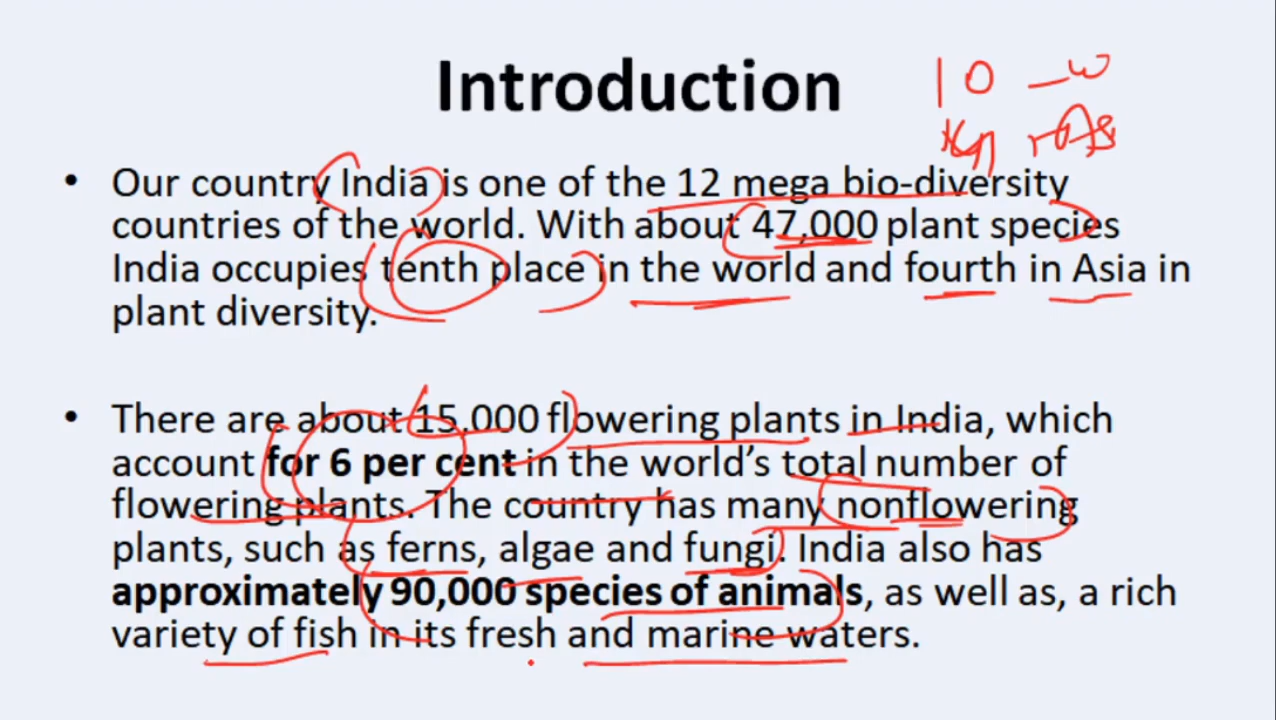 Introduction
10 - W
• Our country India is one of the 12 mega bio-diversity
countries of the world. With about 47,000 plant species
India occupies tenth place in the world and fourth in Asia in
plant diversity.
• There are about 15,000 flowering plants in India, which
account for 6 per cent in the world's total number of
flowering plants. The country has many nonflowering
plants, such as ferns, algae and fungi. India also has
approximately 90,000 species of animals, as well as, a rich
variety of fish in its fresh and marine waters.